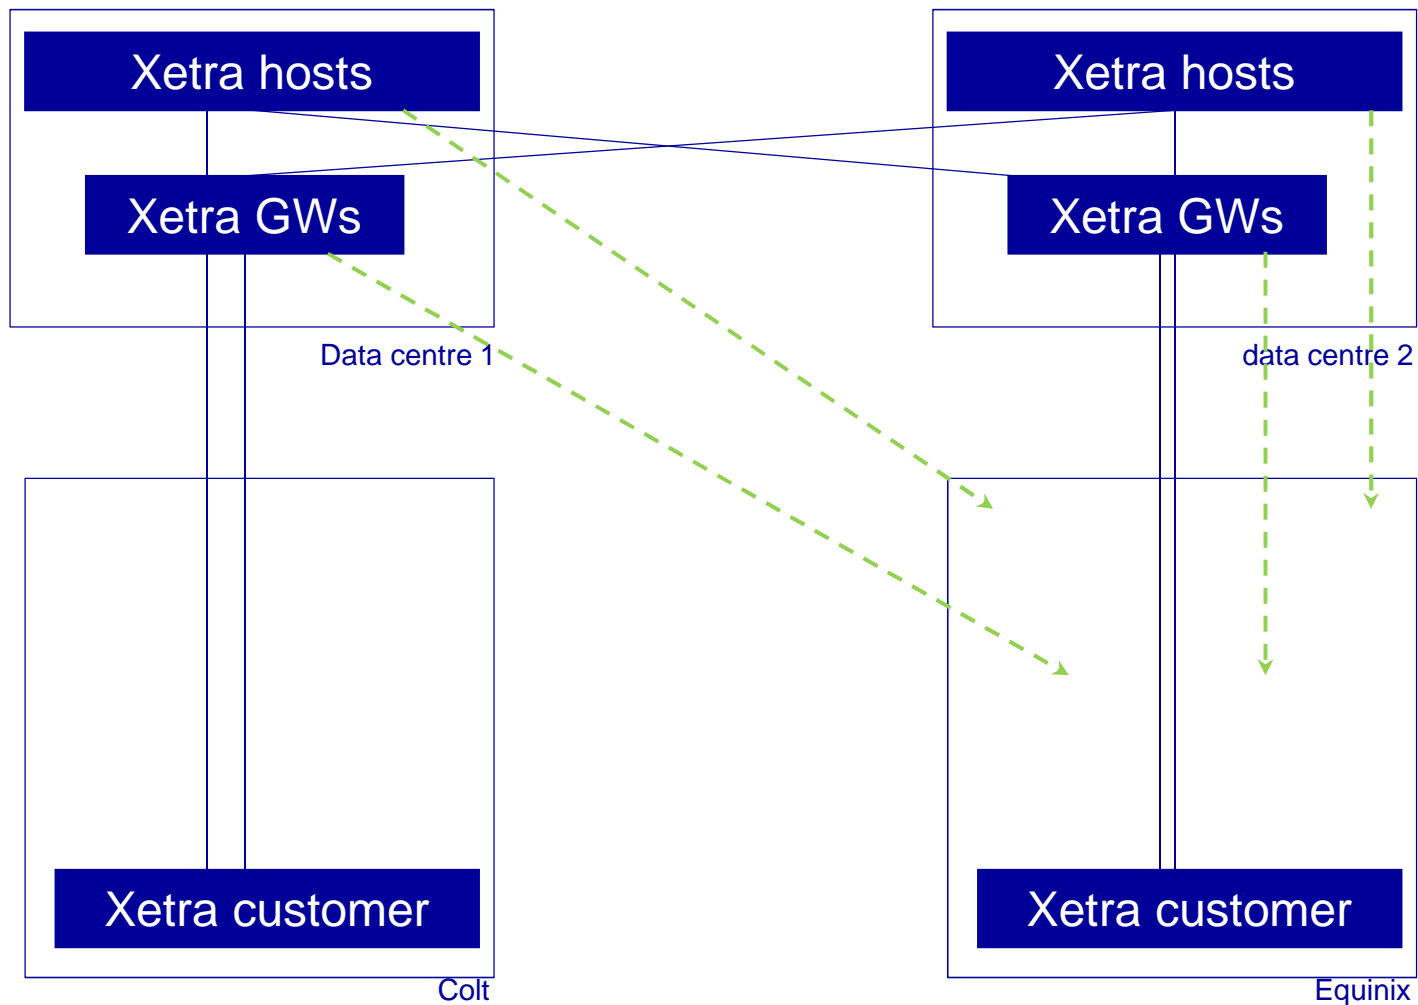 Xetra hosts
Xetra hosts
Xetra GWs
Xetra GWs
Data centre 1
data centre 2
Xetra customer
Xetra customer
Colt
Equinix